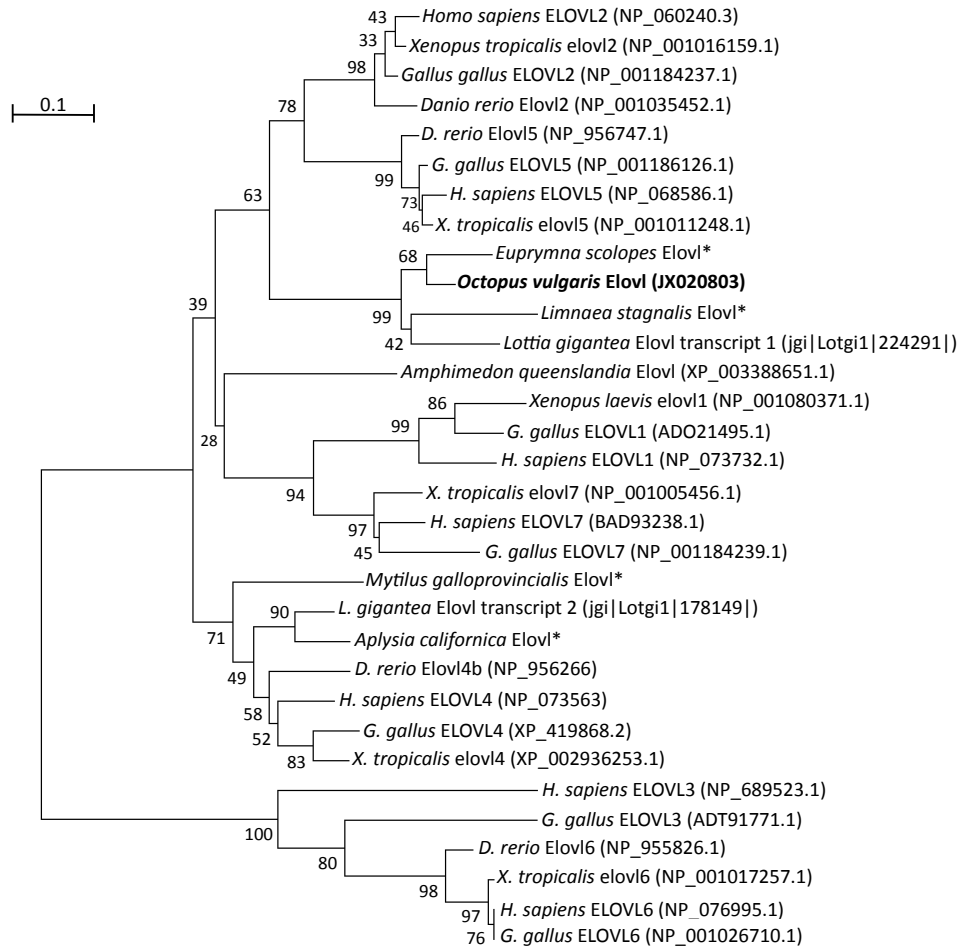 43
Homo sapiens ELOVL2 (NP_060240.3)
33
Xenopus tropicalis elovl2 (NP_001016159.1)
98
Gallus gallus ELOVL2 (NP_001184237.1)
0.1
78
Danio rerio Elovl2 (NP_001035452.1)
D. rerio Elovl5 (NP_956747.1)
99
G. gallus ELOVL5 (NP_001186126.1)
63
73
H. sapiens ELOVL5 (NP_068586.1)
46
X. tropicalis elovl5 (NP_001011248.1)
68
Euprymna scolopes Elovl*
Octopus vulgaris Elovl (JX020803)
39
99
Limnaea stagnalis Elovl*
42
Lottia gigantea Elovl transcript 1 (jgi|Lotgi1|224291|)
Amphimedon queenslandia Elovl (XP_003388651.1)
86
Xenopus laevis elovl1 (NP_001080371.1)
28
99
G. gallus ELOVL1 (ADO21495.1)
H. sapiens ELOVL1 (NP_073732.1)
94
X. tropicalis elovl7 (NP_001005456.1)
97
H. sapiens ELOVL7 (BAD93238.1)
45
G. gallus ELOVL7 (NP_001184239.1)
Mytilus galloprovincialis Elovl*
90
L. gigantea Elovl transcript 2 (jgi|Lotgi1|178149|)
71
Aplysia californica Elovl*
49
D. rerio Elovl4b (NP_956266)
58
H. sapiens ELOVL4 (NP_073563)
52
G. gallus ELOVL4 (XP_419868.2)
83
X. tropicalis elovl4 (XP_002936253.1)
H. sapiens ELOVL3 (NP_689523.1)
100
G. gallus ELOVL3 (ADT91771.1)
80
D. rerio Elovl6 (NP_955826.1)
98
X. tropicalis elovl6 (NP_001017257.1)
97
H. sapiens ELOVL6 (NP_076995.1)
76
G. gallus ELOVL6 (NP_001026710.1)